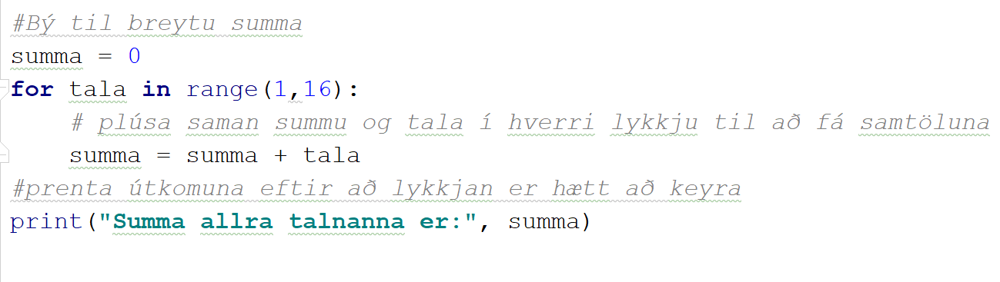 #Bý til breytu summa
summa = 0
for tala in range(1,16):
    # plúsa saman summu og tala í hverri lykkju til að fá samtöluna
    summa = summa + tala
#prenta útkomuna eftir að lykkjan er hætt að keyra
print("Summa allra talnanna er:", summa)